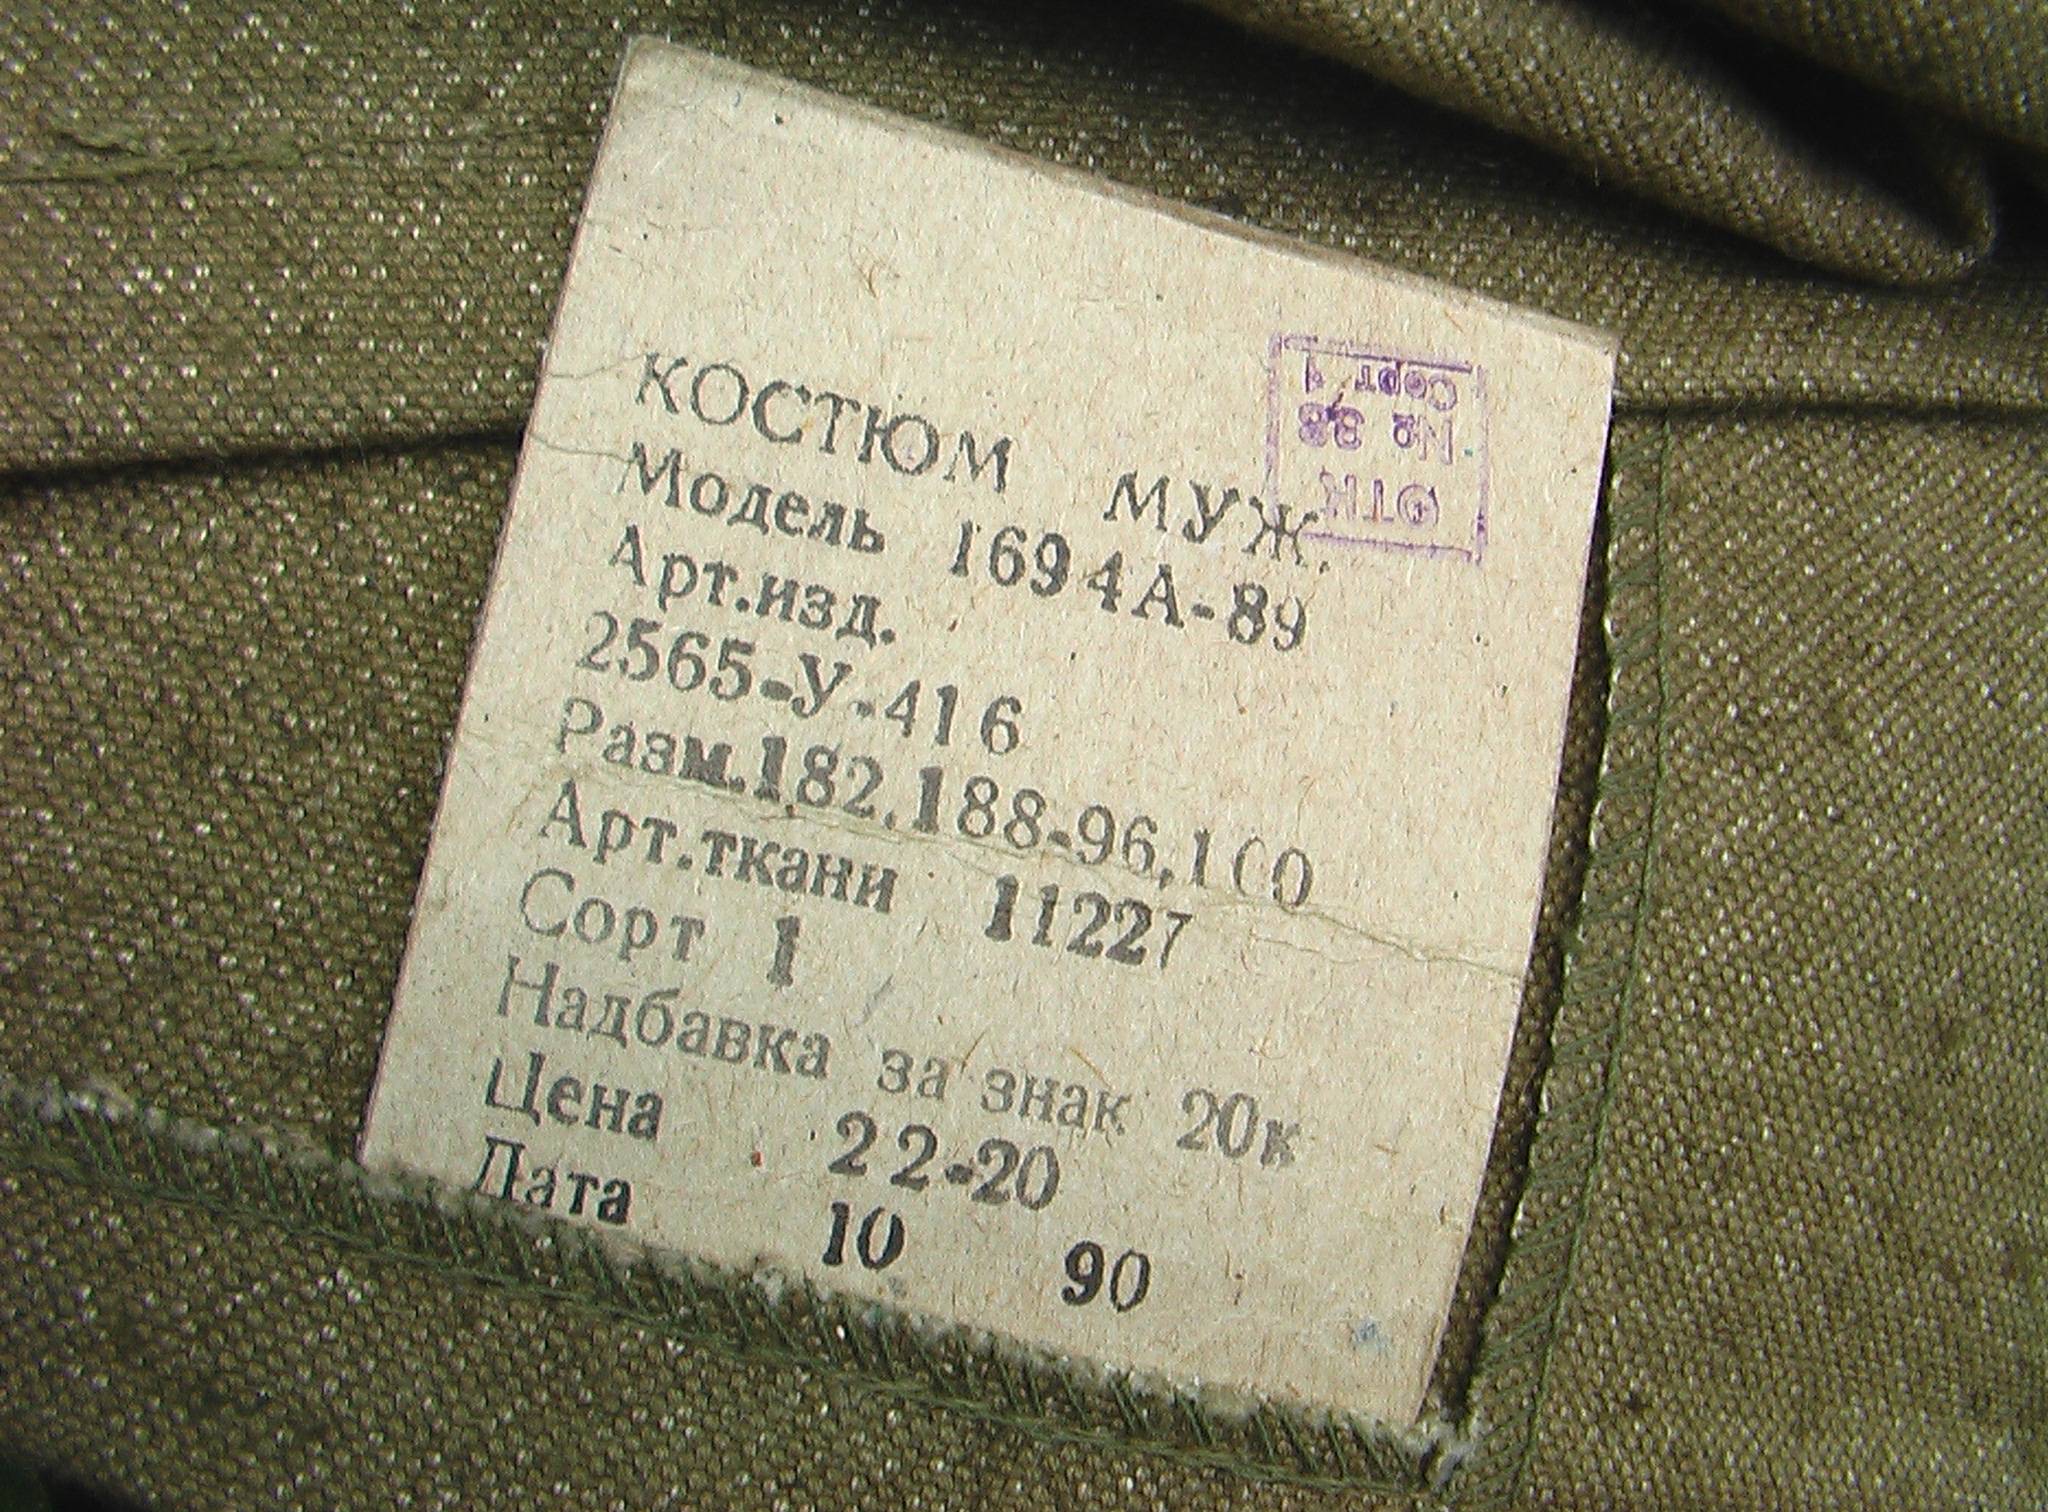 КОСТЮМ МУЖ.
Модель 1694А-89
Арт.изд.
2565-У-416
Разм.182,188-96,100
Арт.ткани 11227
Сорт 1
Надбавка за знак 20к
Цена 22-20
Дата 10 90
ОТК
№ 38
Сорт 1